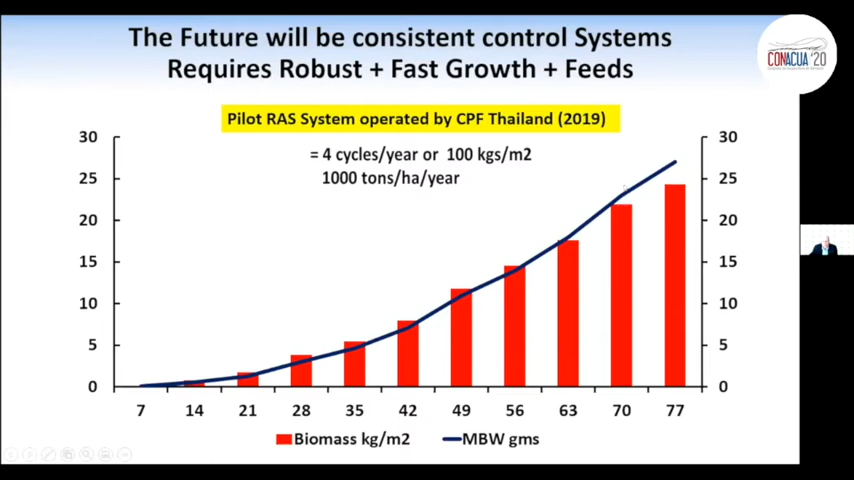 The Future will be consistent control Systems
Requires Robust + Fast Growth + Feeds
CONACUA '20
Pilot RAS System operated by CPF Thailand (2019)
= 4 cycles/year or 100 kgs/m2
1000 tons/ha/year
30 30
25 25
20 20
15 15
10 10
5 5
0 0
7 14 21 28 35 42 49 56 63 70 77
Biomass kg/m2 MBW gms